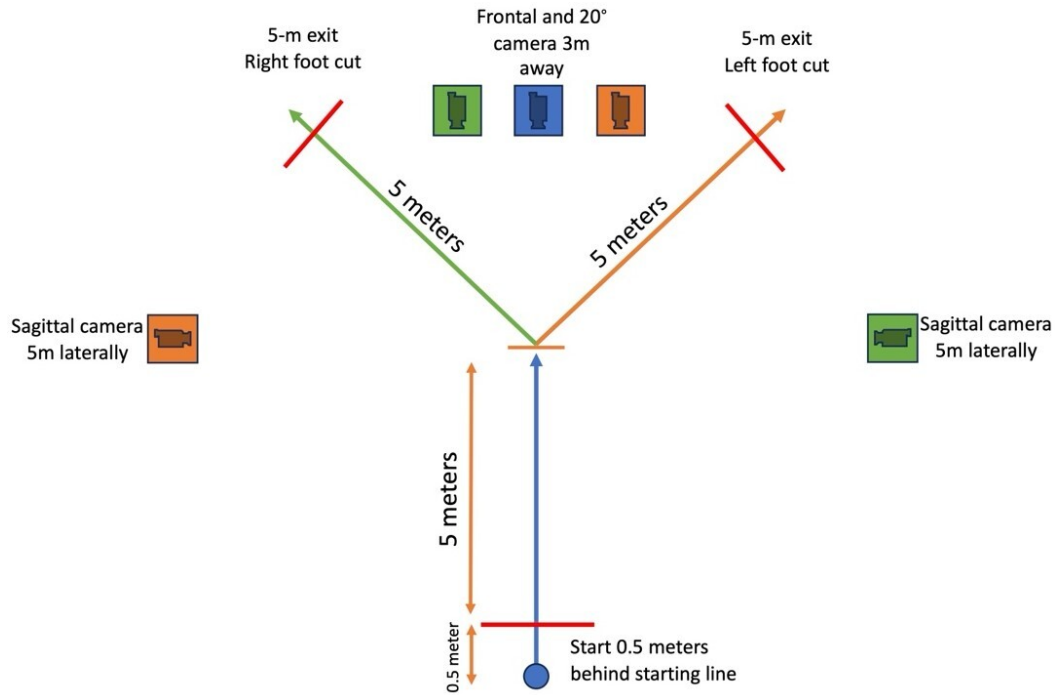 Frontal and 20°
camera 3m
away
5-m exit
Right foot cut
5-m exit
Left foot cut
5 meters
5 meters
Sagittal camera
5m laterally
Sagittal camera
5m laterally
5 meters
0.5 meter
Start 0.5 meters
behind starting line